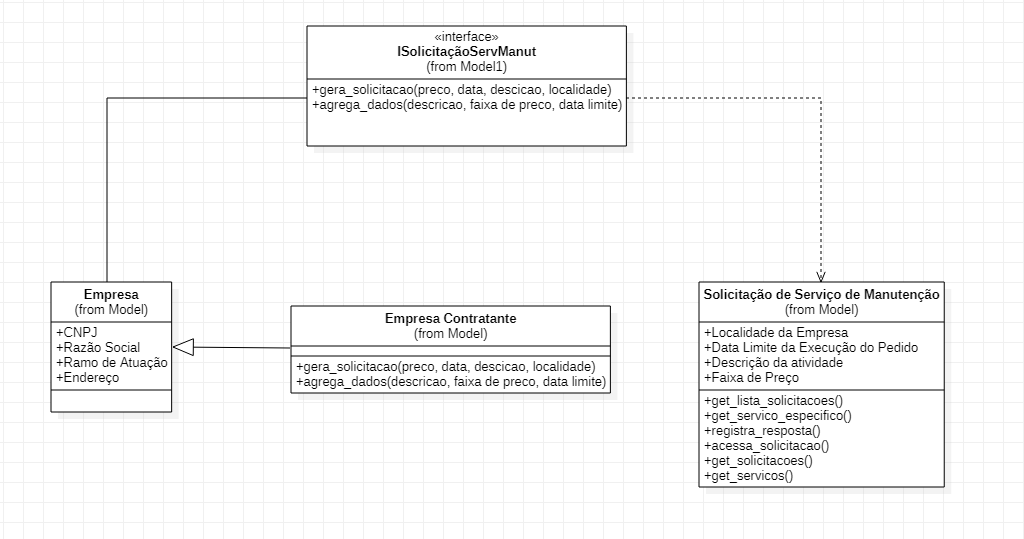 «interface»
ISolicitaçãoServManut
(from Model1)
+gera_solicitacao(preco, data, descicao, localidade)
+agrega_dados(descricao, faixa de preco, data limite)
Empresa
(from Model)
+CNPJ
+Razão Social
+Ramo de Atuação
+Endereço
Empresa Contratante
(from Model)
+gera_solicitacao(preco, data, descicao, localidade)
+agrega_dados(descricao, faixa de preco, data limite)
Solicitação de Serviço de Manutenção
(from Model)
+Localidade da Empresa
+Data Limite da Execução do Pedido
+Descrição da atividade
+Faixa de Preço
+get_lista_solicitacoes()
+get_servico_especifico()
+registra_resposta()
+acessa_solicitacao()
+get_solicitacoes()
+get_servicos()